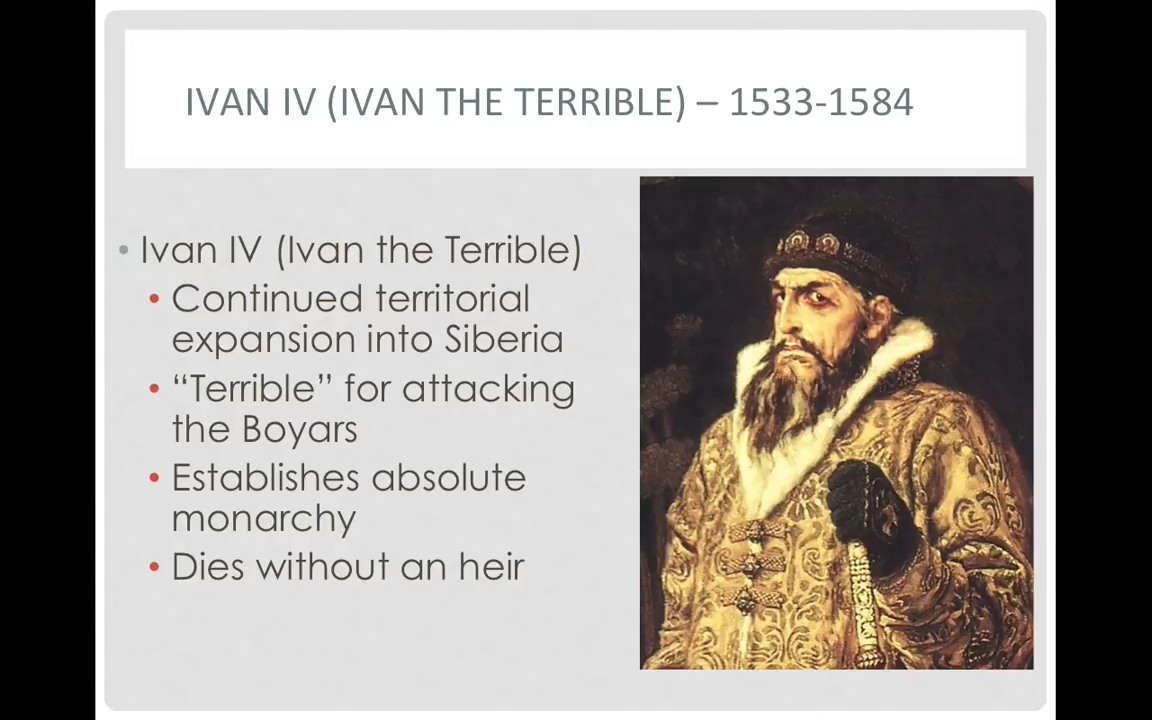 IVAN IV (IVAN THE TERRIBLE) – 1533-1584
• Ivan IV (Ivan the Terrible)
• Continued territorial
expansion into Siberia
• “Terrible” for attacking
the Boyars
• Establishes absolute
monarchy
• Dies without an heir